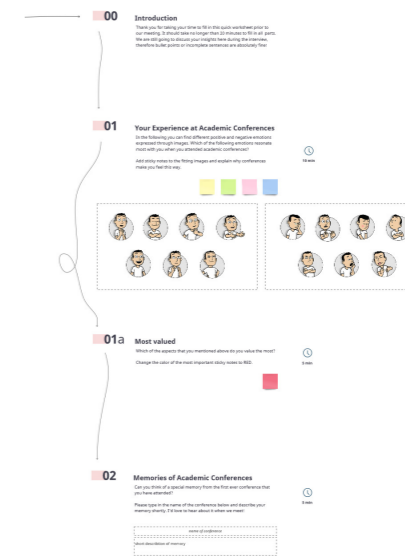 00
Introduction
Thank you for taking your time to fill in this quick worksheet prior to
our meeting. It should take no longer than 20 minutes to fill in all parts.
We are still going to discuss your insights here during the interview,
therefore bullet points or incomplete sentences are absolutely fine!
01
Your Experience at Academic Conferences
In the following you can find different positive and negative emotions
expressed through images. Which of the following emotions resonate
most with you when you attended academic conferences?
Add sticky notes to the fitting images and explain why conferences
make you feel this way.
10 min
01a
Most valued
Which of the aspects that you mentioned above do you value the most?
Change the color of the most important sticky notes to RED.
02
Memories of Academic Conferences
Can you think of a special memory from the first ever conference that
you have attended?
Please type in the name of the conference below and describe your
memory shortly. I'd love to hear about it when we meet!
name of conference
short description of memory